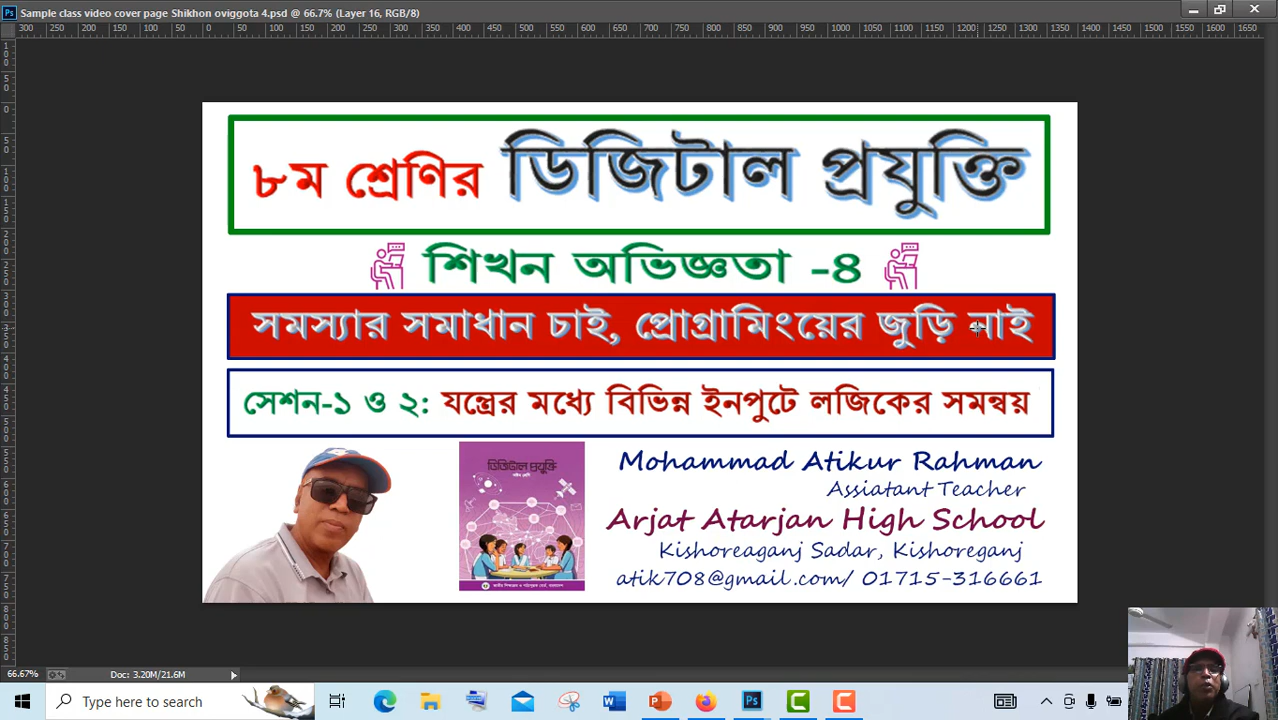 Sample class video cover page Shikhon oviggota 4.psd @ 66.7% (Layer 16, RGB/8)
৮ম শ্রেণির ডিজিটাল প্রযুক্তি
শিখন অভিজ্ঞতা -৪
সমস্যার সমাধান চাই, প্রোগ্রামিংয়ের জুড়ি নাই
সেশন-১ ও ২: যন্ত্রের মধ্যে বিভিন্ন ইনপুটে লজিকের সমন্বয়
ডিজিটাল প্রযুক্তি
Mohammad Atikur Rahman
Assiatant Teacher
Arjat Atarjan High School
Kishoreaganj Sadar, Kishoreganj
atik708@gmail.com/ 01715-316661
66.67% Doc: 3.20M/21.6M
Type here to search